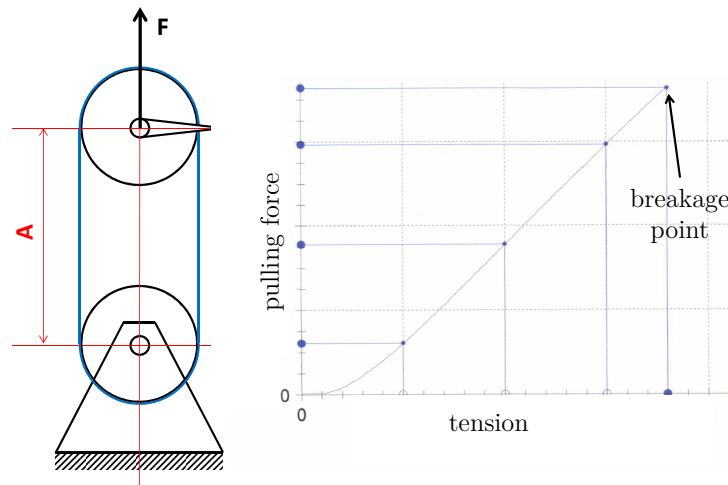 F
A
pulling force
breakage
point
0
0
tension